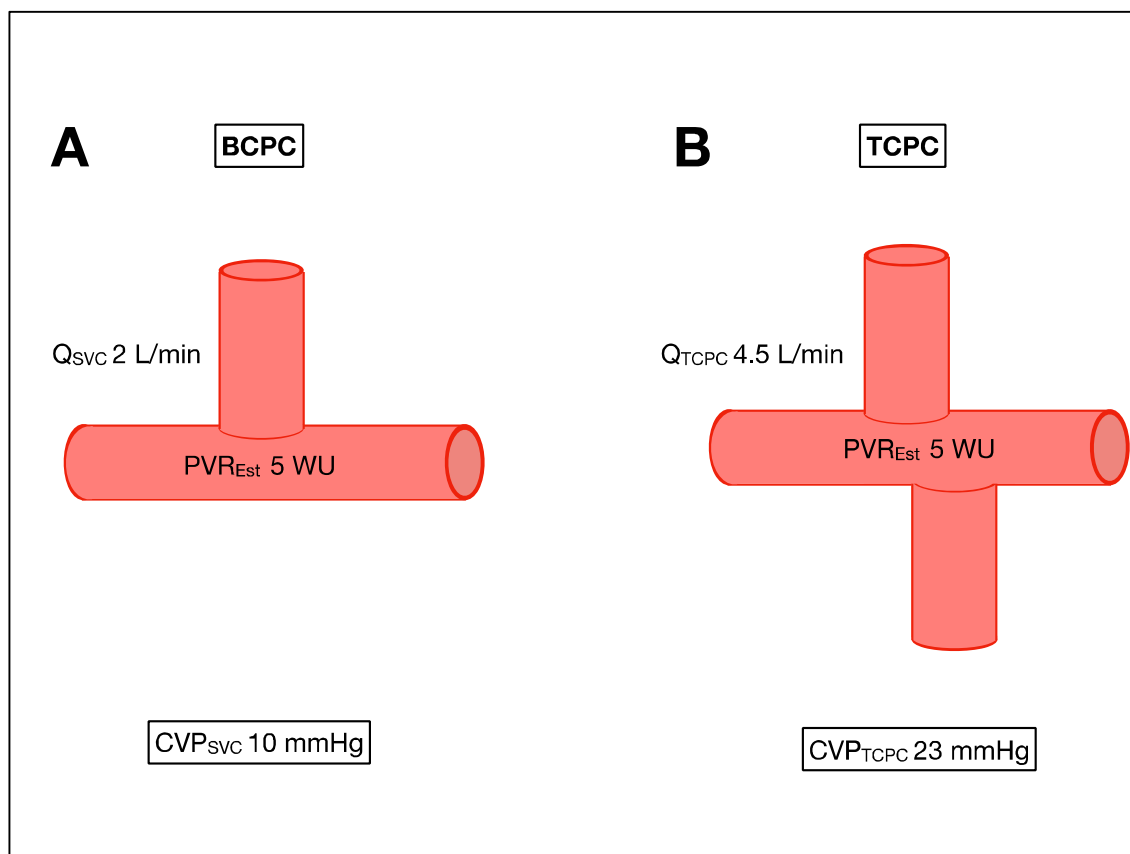 A
BCPC
B
TCPC
QSVC 2 L/min
PVREst 5 WU
QTCPC 4.5 L/min
PVREst 5 WU
CVPSVC 10 mmHg
CVPTCPC 23 mmHg